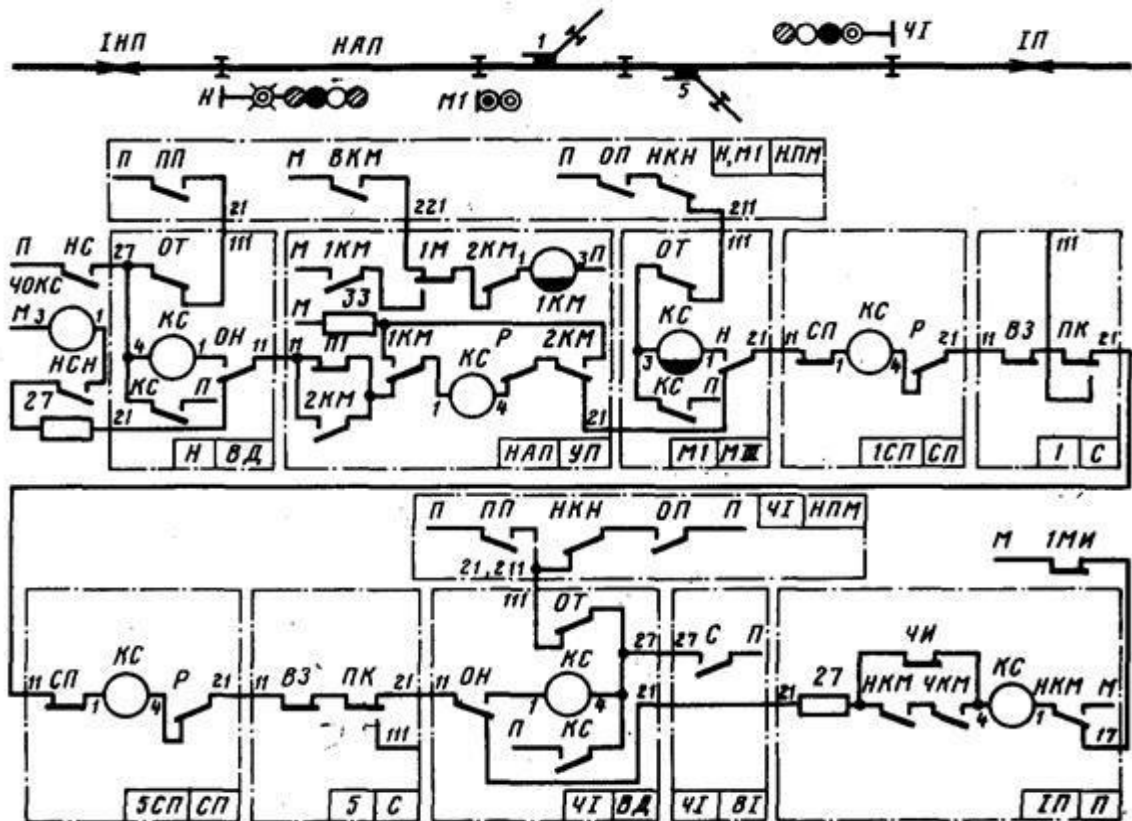 IНП НАП 1 ЧI IП
Н М1 5
П ПП М ВКМ П ОП НКН Н,М1 НПМ
21 221 211
П НС 27 ОТ 111 М 1КМ 1М 2КМ 1 3 П ОТ 111 111
ЧОКС 33 1КМ КС
М 3 1 КС М 1КМ Р 2КМ Н 21 11 СП КС Р 21 11 ВЗ ПК 21
НСН 4 1 ОН 11 11 П1 КС 3 1 1 4
КС П 2КМ КС П
27 21 1 4 21
Н ВД НАП УП М1 МIII 1СП СП 1 С
П ПП НКН ОП П ЧI НПМ
21,211 М 1МИ
111 ОТ
КС КС 27 27 С П ЧИ
11 СП Р 21 11 ВЗ ПК 21 11 ОН 21 21 27 НКМ ЧКМ КС НКМ М
1 4 1 4 4 1 17
111 П КС
5СП СП 5 С ЧI ВД ЧI ВI IП П